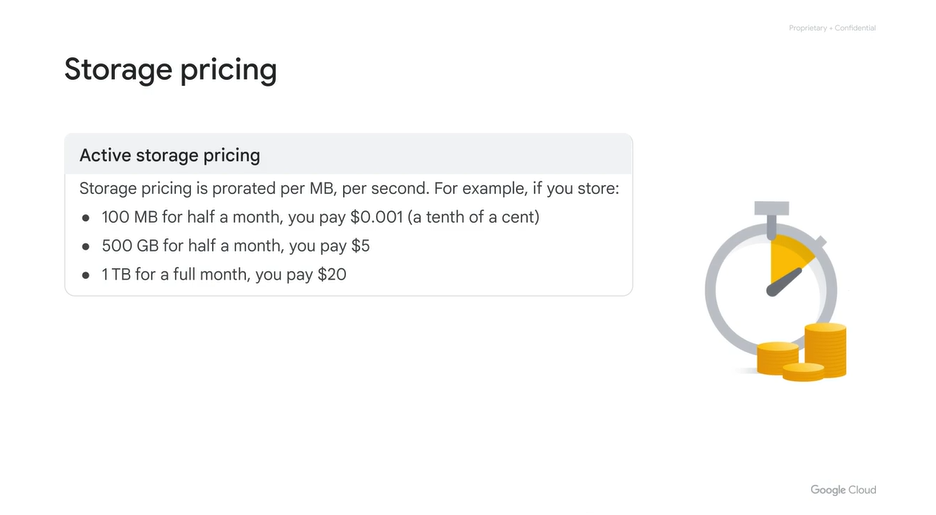 Proprietary + Confidential
Storage pricing
Active storage pricing
Storage pricing is prorated per MB, per second. For example, if you store:
● 100 MB for half a month, you pay $0.001 (a tenth of a cent)
● 500 GB for half a month, you pay $5
● 1 TB for a full month, you pay $20
Google Cloud